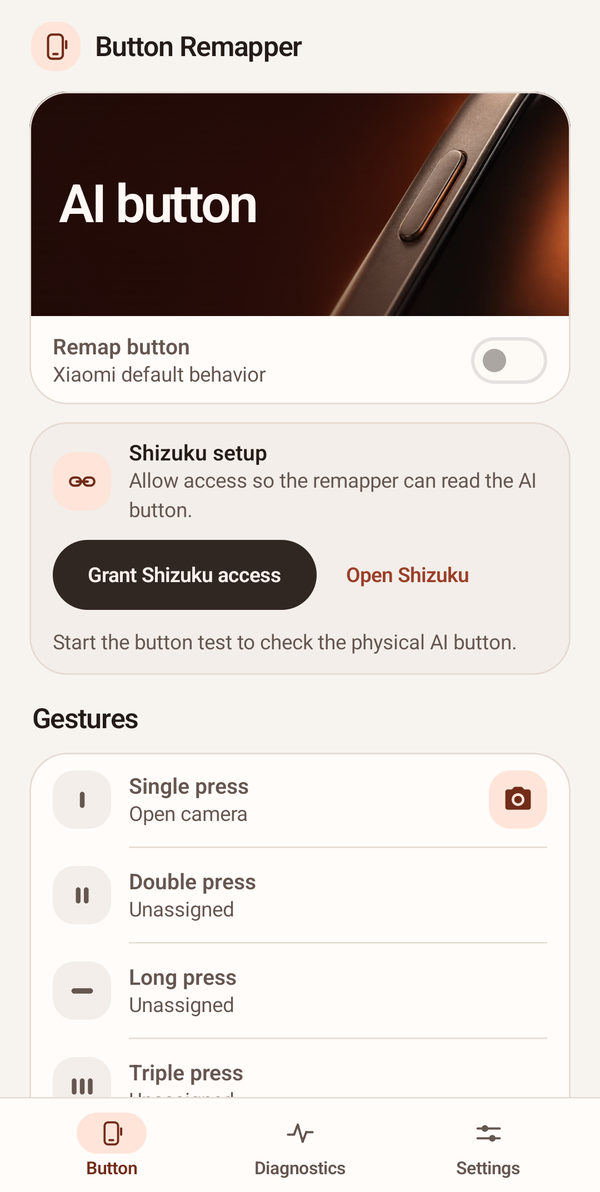 Button Remapper
AI button
Remap button
Xiaomi default behavior
Shizuku setup
Allow access so the remapper can read the AI
button.
Grant Shizuku access
Open Shizuku
Start the button test to check the physical AI button.
Gestures
Single press
Open camera
Double press
Unassigned
Long press
Unassigned
Triple press
Button
Diagnostics
Settings